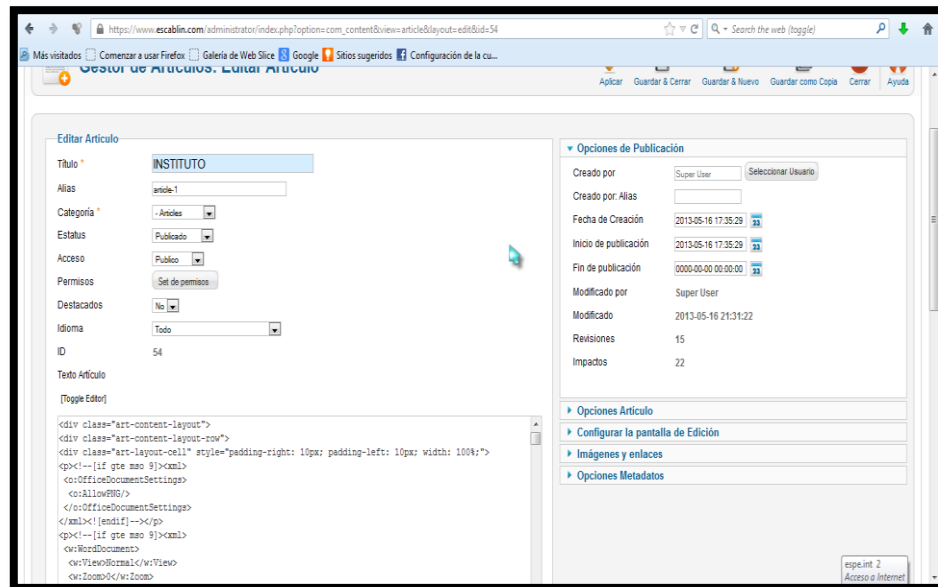 https://www.escablin.com/administrator/index.php?option=com_content&view=article&layout=edit&id=54
Search the web (toggle)
Más visitados Comenzar a usar Firefox Galería de Web Slice Google Sitios sugeridos Configuración de la cu...
Gestor de Artículos: Editar Artículo
Aplicar Guardar & Cerrar Guardar & Nuevo Guardar como Copia Cerrar Ayuda
Editar Artículo
Título * INSTITUTO
Alias article-1
Categoría * - Articles
Estatus Publicado
Acceso Publico
Permisos Set de permisos
Destacados No
Idioma Todo
ID 54
Texto Artículo
[Toggle Editor]
<div class="art-content-layout">
<div class="art-content-layout-row">
<div class="art-layout-cell" style="padding-right: 10px; padding-left: 10px; width: 100%;">
<p><!--[if gte mso 9]><xml>
<o:OfficeDocumentSettings>
<o:AllowPNG/>
</o:OfficeDocumentSettings>
</xml><![endif]--></p>
<p><!--[if gte mso 9]><xml>
<w:WordDocument>
<w:View>Normal</w:View>
<w:Zoom>0</w:Zoom>
Opciones de Publicación
Creado por Super User Seleccionar Usuario
Creado por: Alias
Fecha de Creación 2013-05-16 17:35:29 23
Inicio de publicación 2013-05-16 17:35:29 23
Fin de publicación 0000-00-00 00:00:00 23
Modificado por Super User
Modificado 2013-05-16 21:31:22
Revisiones 15
Impactos 22
Opciones Artículo
Configurar la pantalla de Edición
Imágenes y enlaces
Opciones Metadatos
espe.int 2
Acceso a Internet